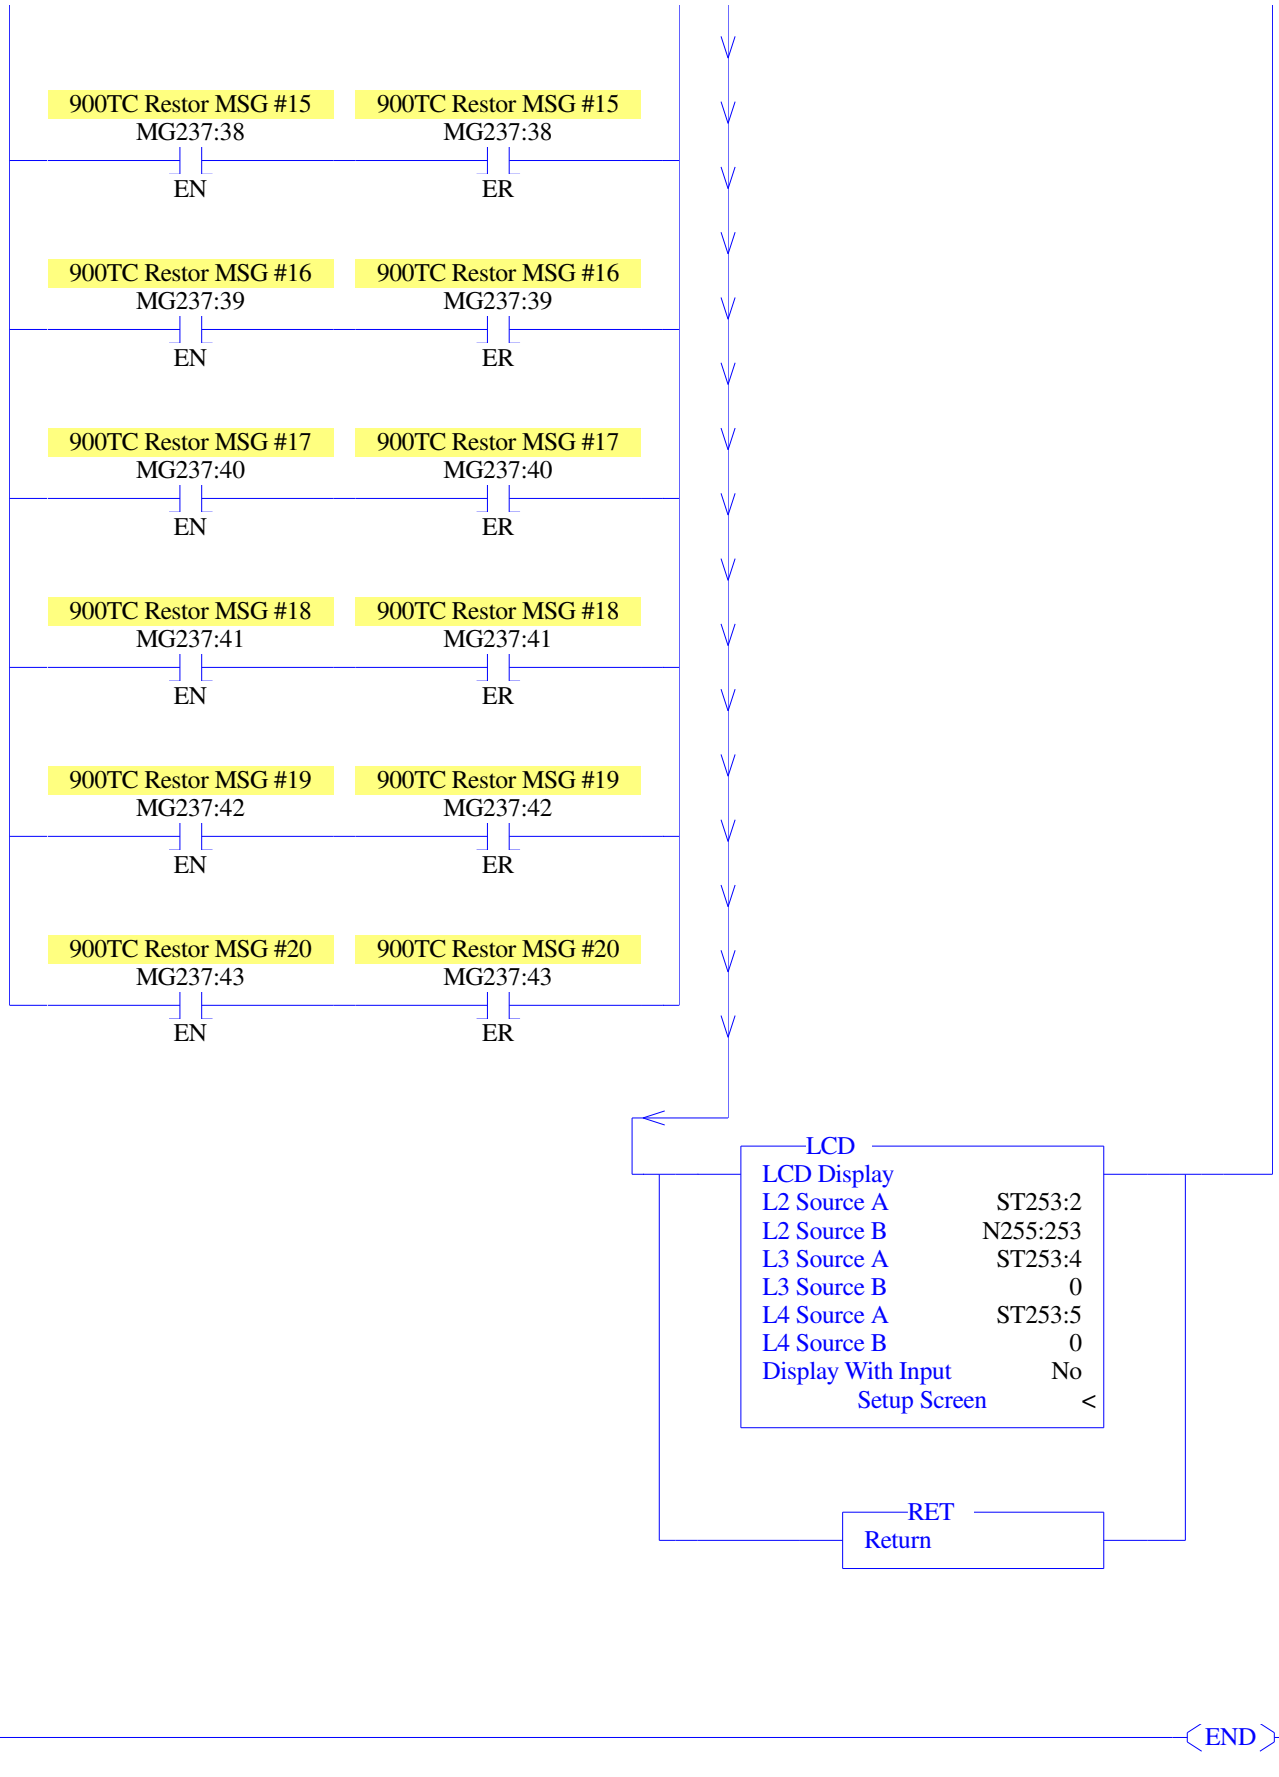 900TC Restor MSG #15 900TC Restor MSG #15
MG237:38 MG237:38
EN ER
900TC Restor MSG #16 900TC Restor MSG #16
MG237:39 MG237:39
EN ER
900TC Restor MSG #17 900TC Restor MSG #17
MG237:40 MG237:40
EN ER
900TC Restor MSG #18 900TC Restor MSG #18
MG237:41 MG237:41
EN ER
900TC Restor MSG #19 900TC Restor MSG #19
MG237:42 MG237:42
EN ER
900TC Restor MSG #20 900TC Restor MSG #20
MG237:43 MG237:43
EN ER
LCD
LCD Display
L2 Source A ST253:2
L2 Source B N255:253
L3 Source A ST253:4
L3 Source B 0
L4 Source A ST253:5
L4 Source B 0
Display With Input No
Setup Screen <
RET
Return
END